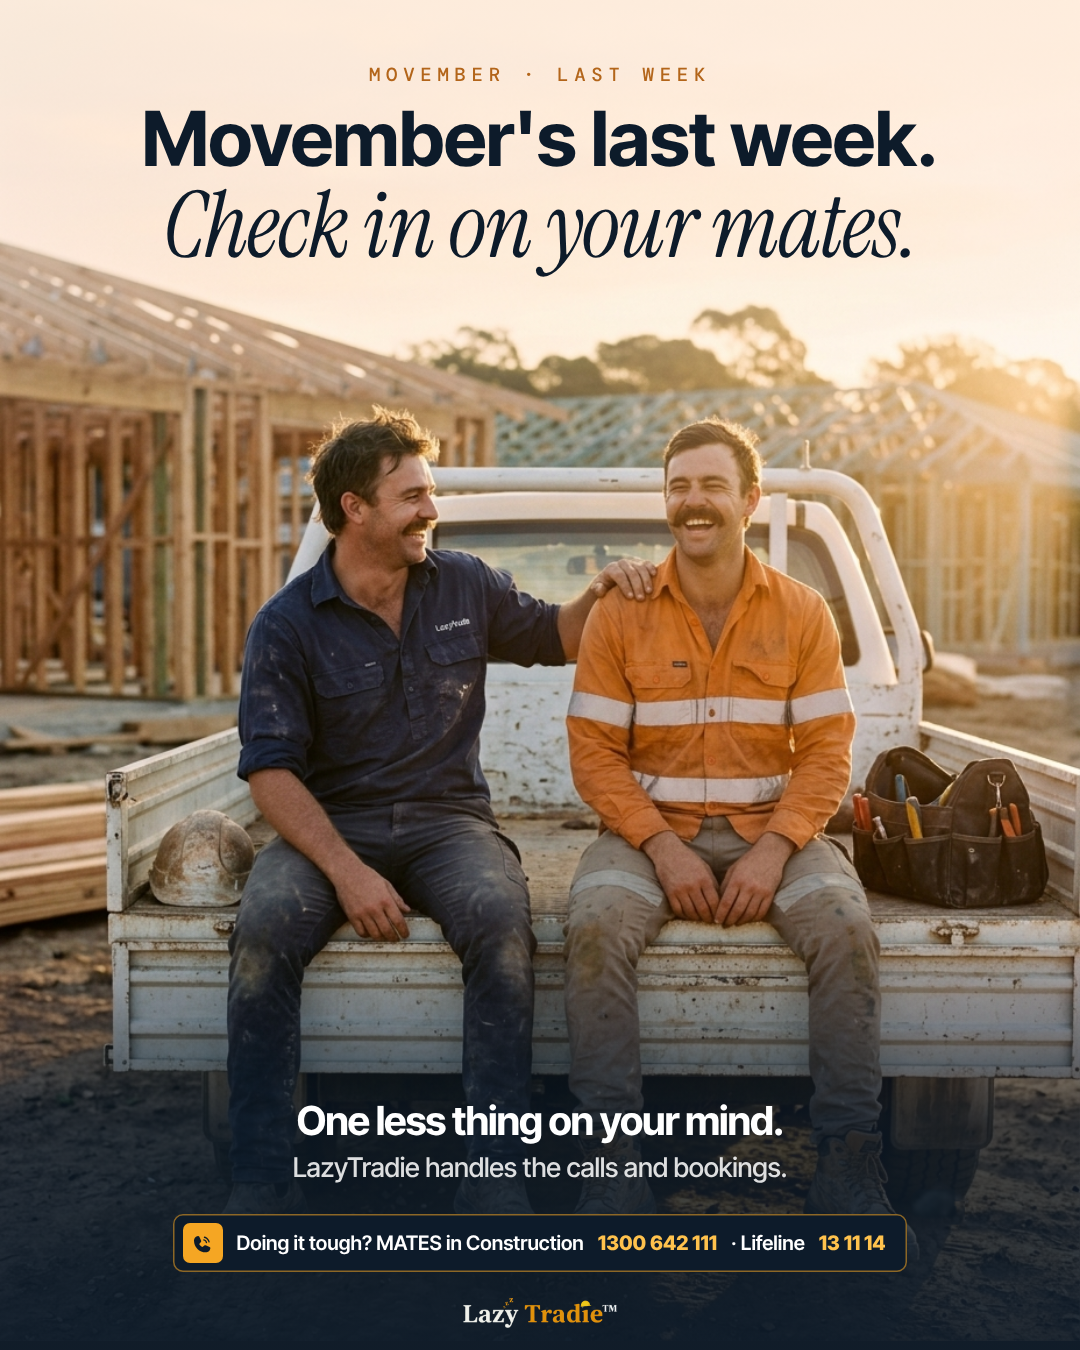 MOVEMBER · LAST WEEK
Movember's last week.
Check in on your mates.
One less thing on your mind.
LazyTradie handles the calls and bookings.
Doing it tough? MATES in Construction 1300 642 111 · Lifeline 13 11 14
Lazy Tradie™